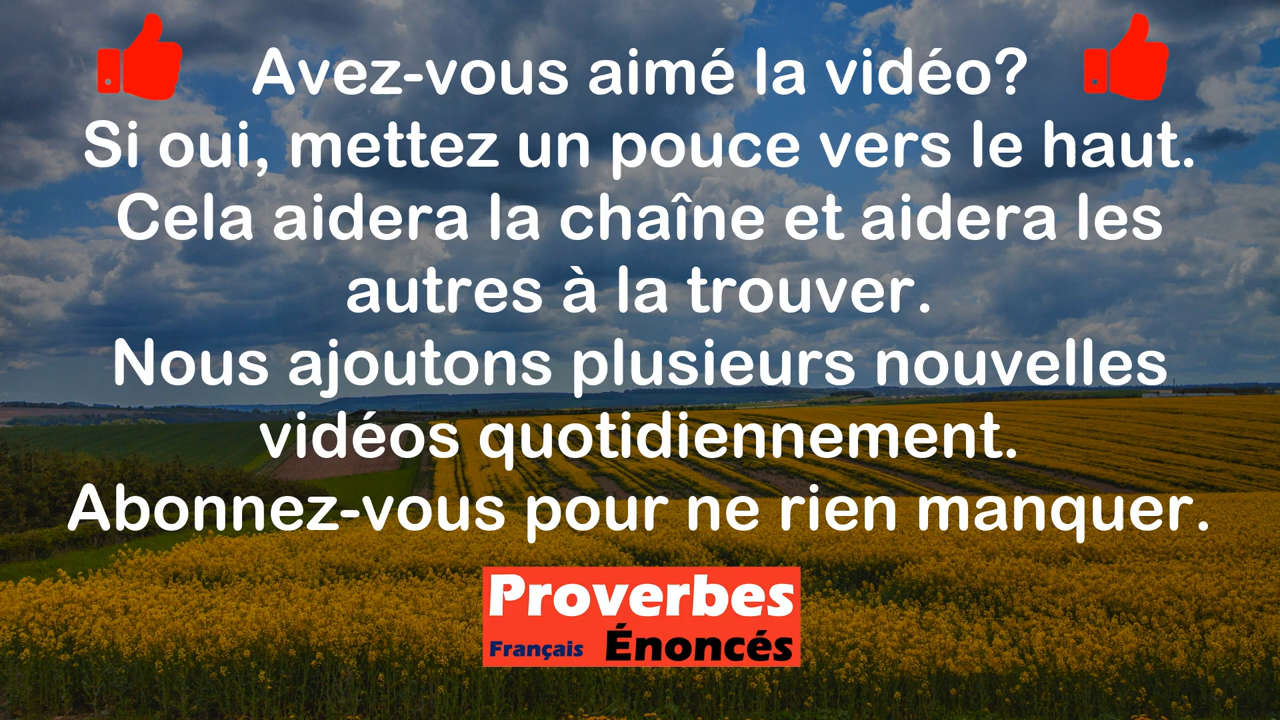 Avez-vous aimé la vidéo?
Si oui, mettez un pouce vers le haut.
Cela aidera la chaîne et aidera les
autres à la trouver.
Nous ajoutons plusieurs nouvelles
vidéos quotidiennement.
Abonnez-vous pour ne rien manquer.
Proverbes
Français Énoncés